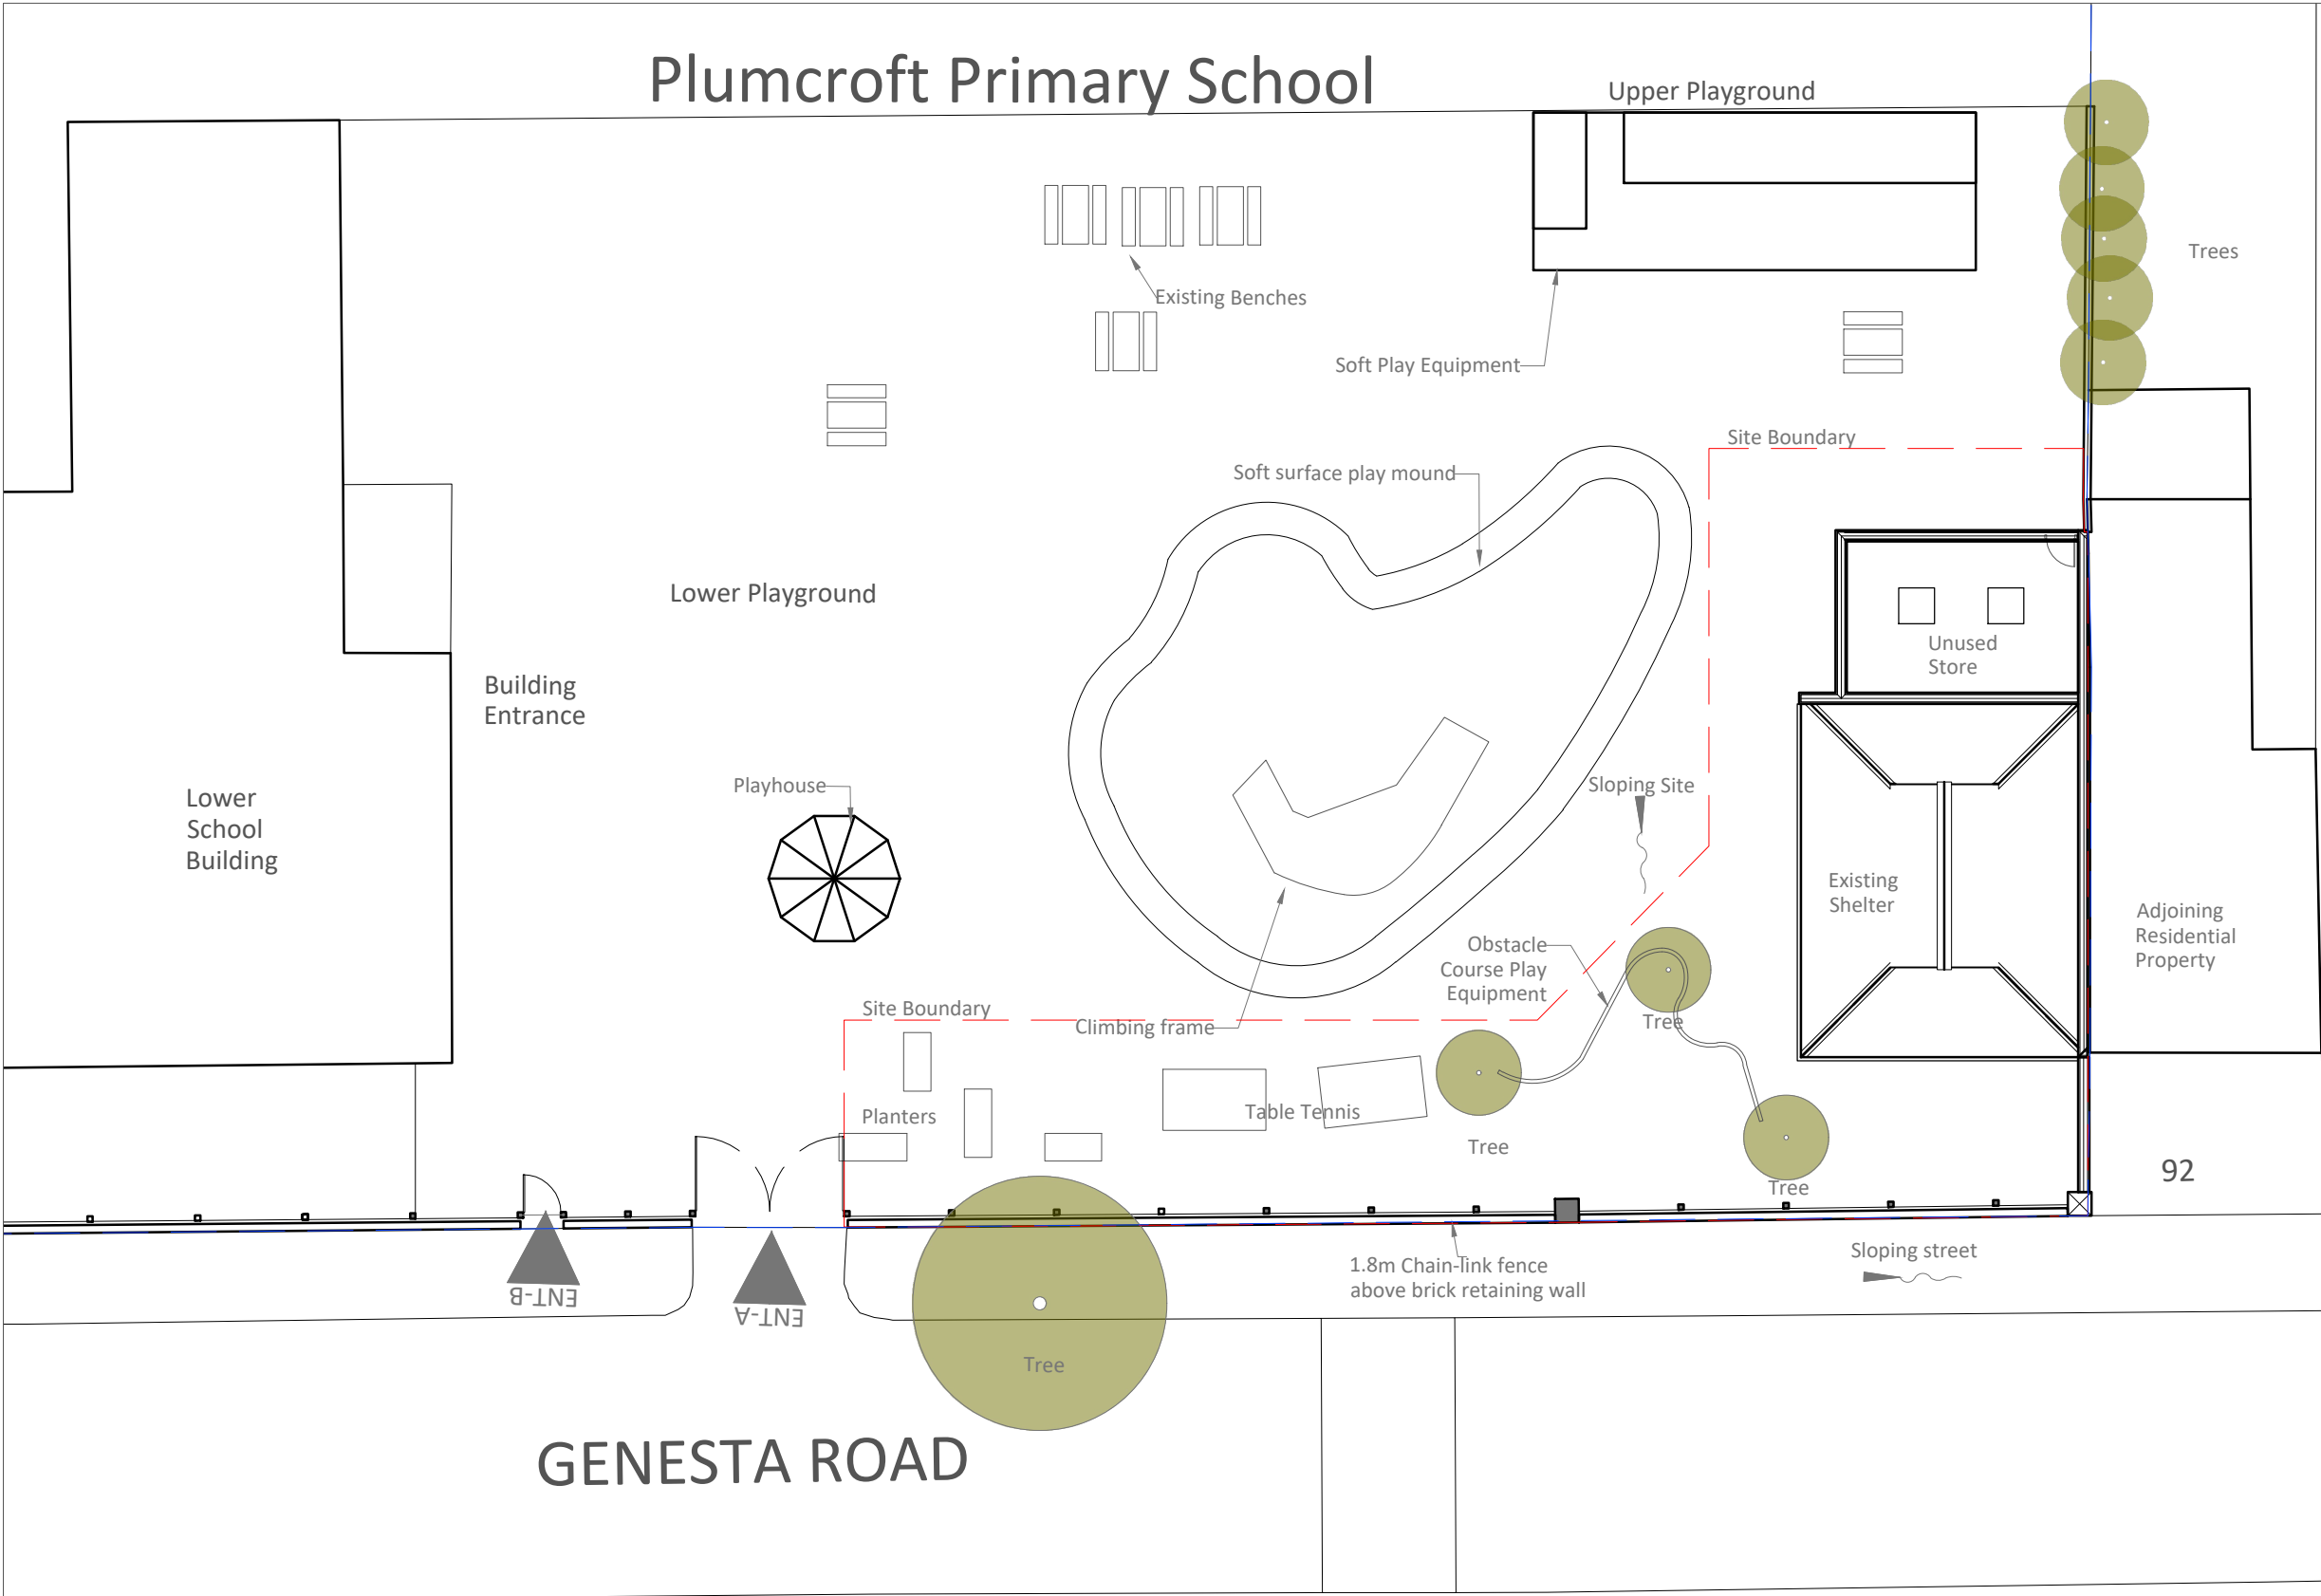 Plumcroft Primary School
Upper Playground
Trees
Existing Benches
Soft Play Equipment
Site Boundary
Soft surface play mound
Lower Playground
Unused
Store
Building
Entrance
Playhouse
Sloping Site
Lower
School
Building
Existing
Shelter
Adjoining
Residential
Property
Obstacle
Course Play
Equipment
Site Boundary
Climbing frame
Tree
Planters
Table Tennis
Tree
Tree
92
1.8m Chain-link fence
above brick retaining wall
Sloping street
ENT-B
ENT-A
Tree
GENESTA ROAD